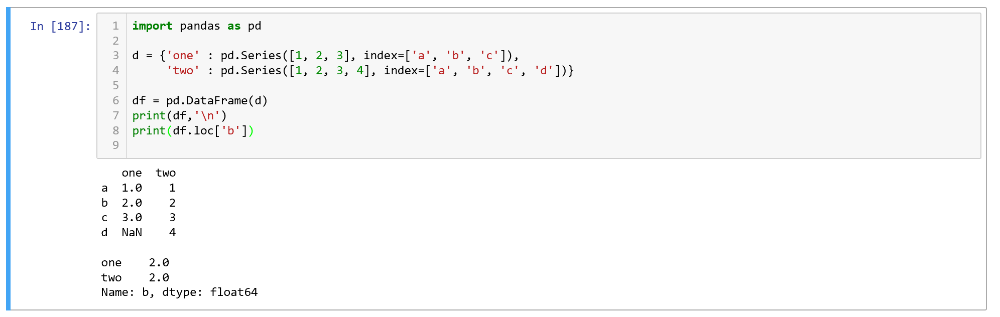 In [187]:
1 import pandas as pd
2
3 d = {'one' : pd.Series([1, 2, 3], index=['a', 'b', 'c']),
4      'two' : pd.Series([1, 2, 3, 4], index=['a', 'b', 'c', 'd'])}
5
6 df = pd.DataFrame(d)
7 print(df,'\n')
8 print(df.loc['b'])
9
   one  two
a  1.0    1
b  2.0    2
c  3.0    3
d  NaN    4
one    2.0
two    2.0
Name: b, dtype: float64